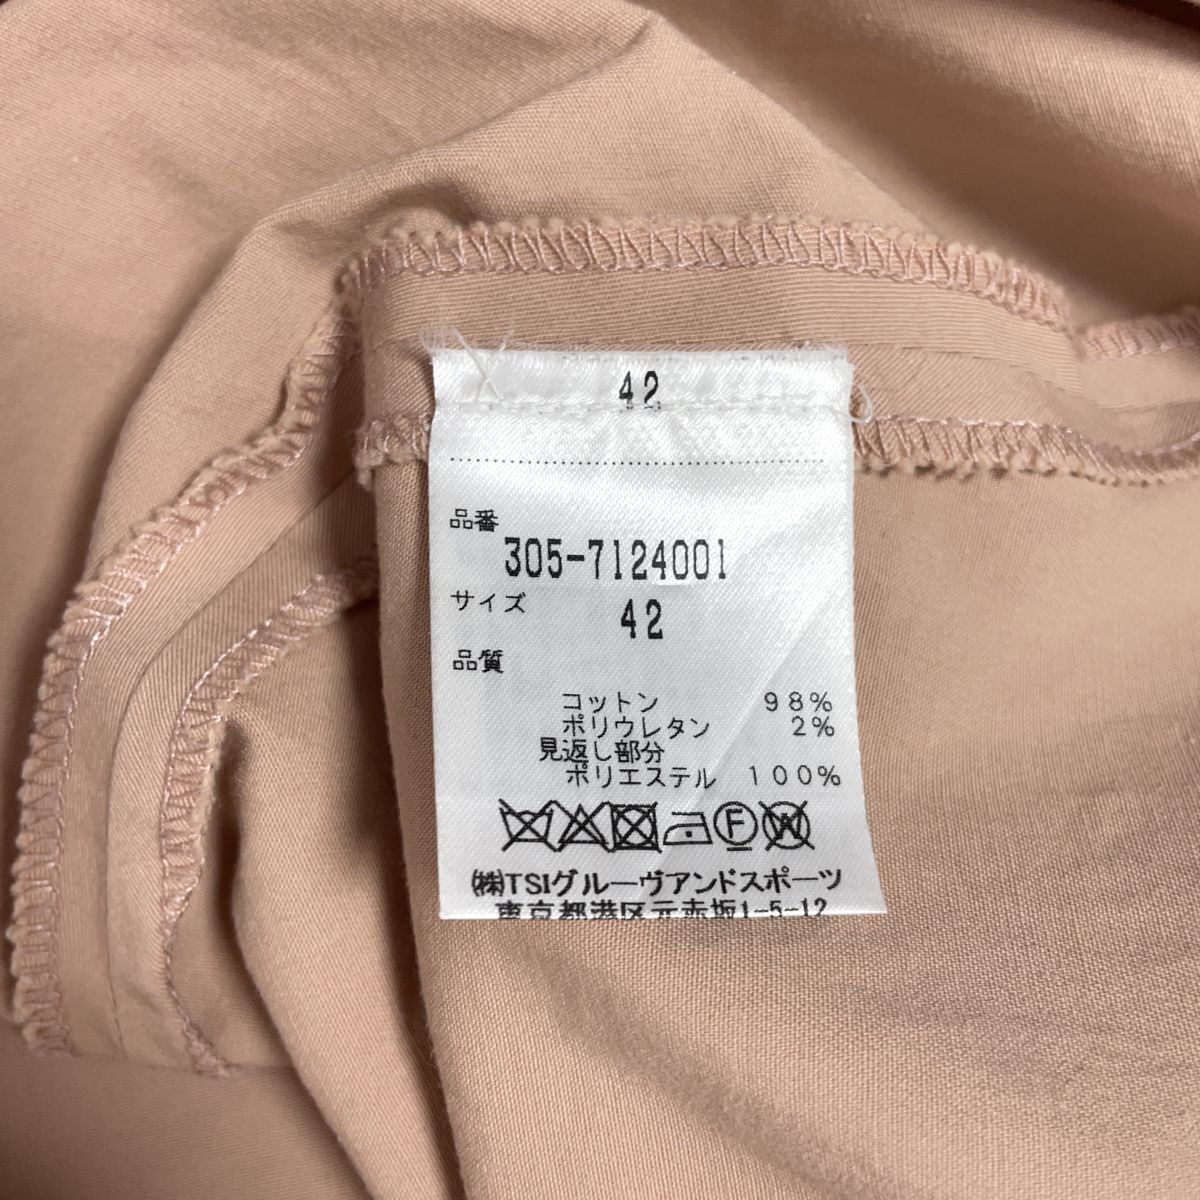 42
品番
305-7124001
サイズ
42
品質
コットン 98%
ポリウレタン 2%
見返し部分
ポリエステル 100%
F W
㈱TSIグルーヴアンドスポーツ
東京都港区元赤坂1-5-12